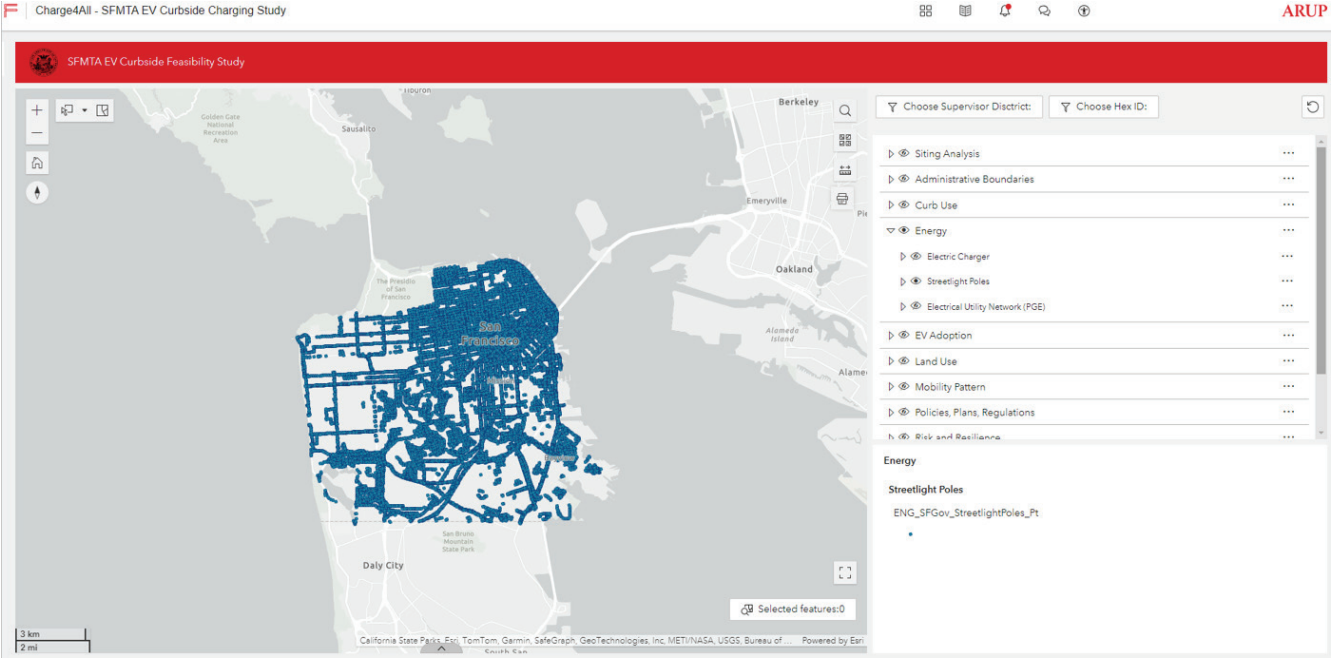 Charge4All - SFMTA EV Curbside Charging Study
ARUP
SFMTA EV Curbside Feasibility Study
Tiburon
Golden Gate
National
Recreation
Area
Sausalito
Berkeley
Emeryville
Oakland
The Presidio
of San
Francisco
San
Francisco
Alameda
Island
Alame
San Bruno
Mountain
State Park
Daly City
South San
3 km
2 mi
Selected features:0
California State Parks, Esri, TomTom, Garmin, SafeGraph, GeoTechnologies, Inc, METI/NASA, USGS, Bureau of ... Powered by Esri
Choose Supervisor Disctrict:
Choose Hex ID:
Siting Analysis
Administrative Boundaries
Curb Use
Energy
Electric Charger
Streetlight Poles
Electrical Utility Network (PGE)
EV Adoption
Land Use
Mobility Pattern
Policies, Plans, Regulations
Risk and Resilience
Energy
Streetlight Poles
ENG_SFGov_StreetlightPoles_Pt